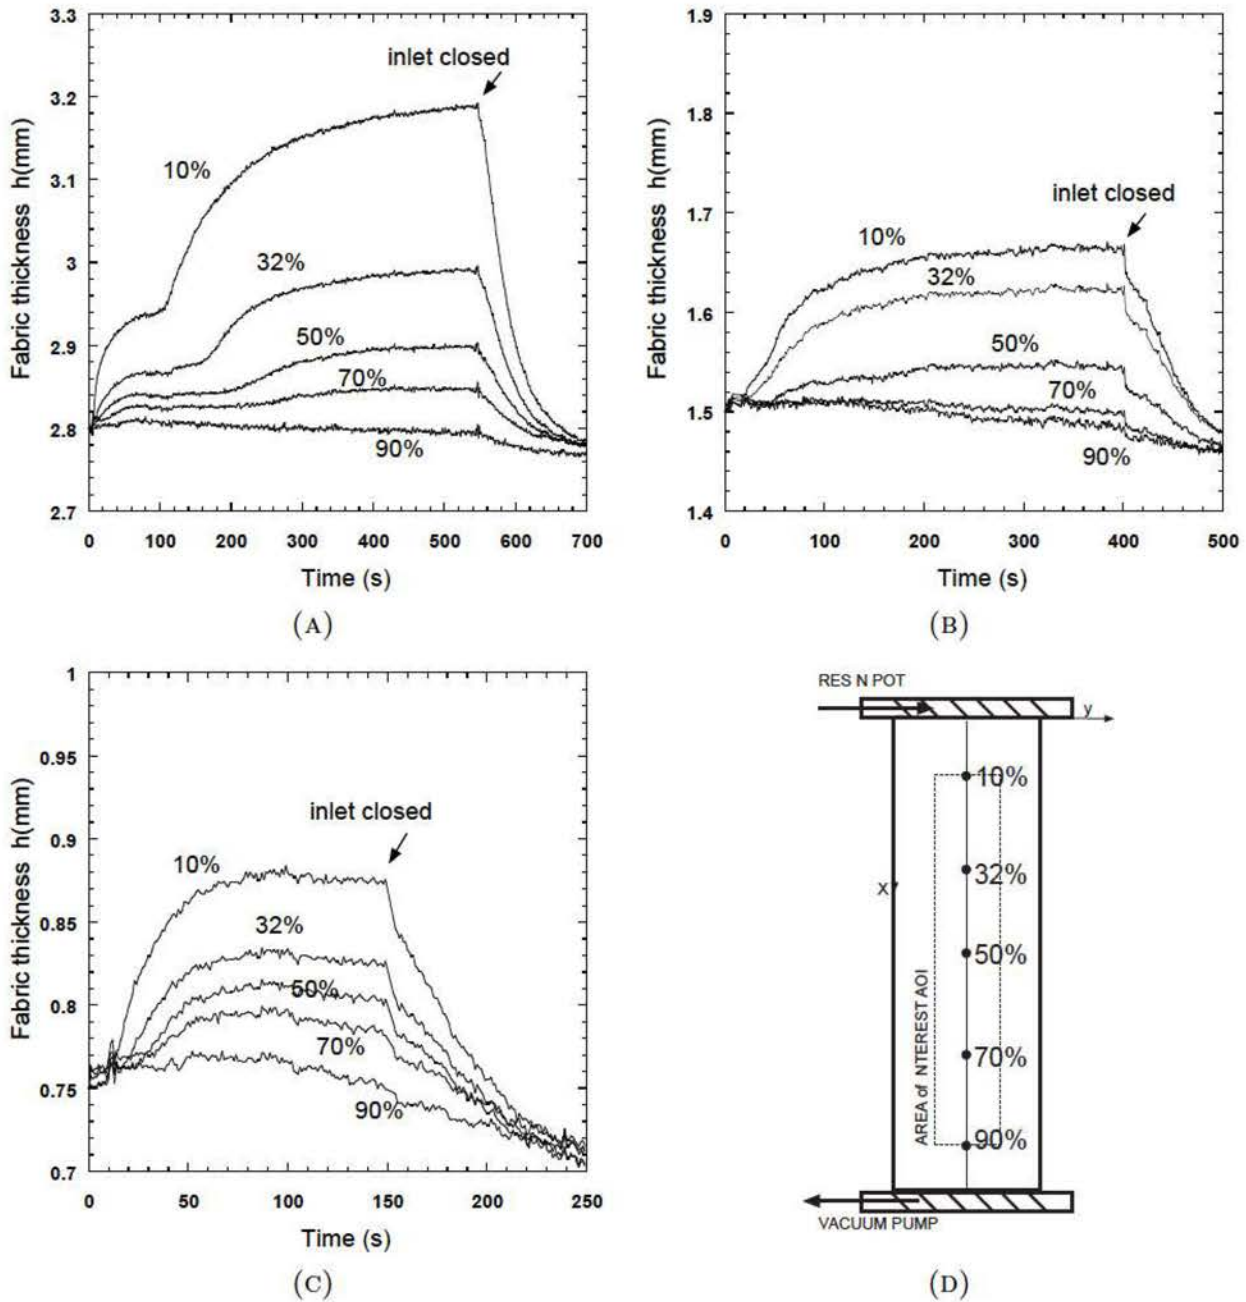 3.3
3.2
3.1
3
2.9
2.8
2.7
Fabric thickness h(mm)
inlet closed
10%
32%
50%
70%
90%
0 100 200 300 400 500 600 700
Time (s)
(A)
1.9
1.8
1.7
1.6
1.5
1.4
Fabric thickness h(mm)
inlet closed
10%
32%
50%
70%
90%
0 100 200 300 400 500
Time (s)
(B)
1
0.95
0.9
0.85
0.8
0.75
0.7
Fabric thickness h(mm)
inlet closed
10%
32%
50%
70%
90%
0 50 100 150 200 250
Time (s)
(C)
RES N POT
y
10%
32%
X
50%
70%
90%
AREA of NTEREST AOI
VACUUM PUMP
(D)